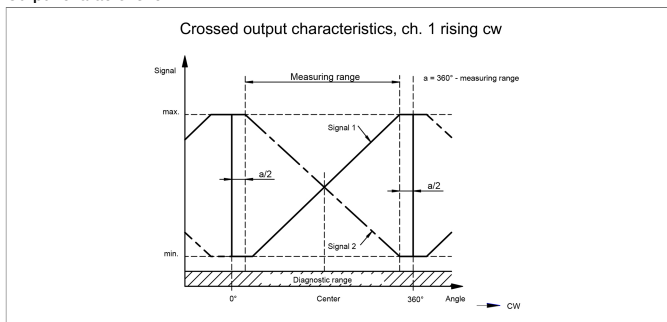 Crossed output characteristics, ch. 1 rising cw
Signal
Measuring range
a = 360° - measuring range
max.
Signal 1
a/2
a/2
Signal 2
min.
Diagnostic range
0°
Center
360°
Angle
CW